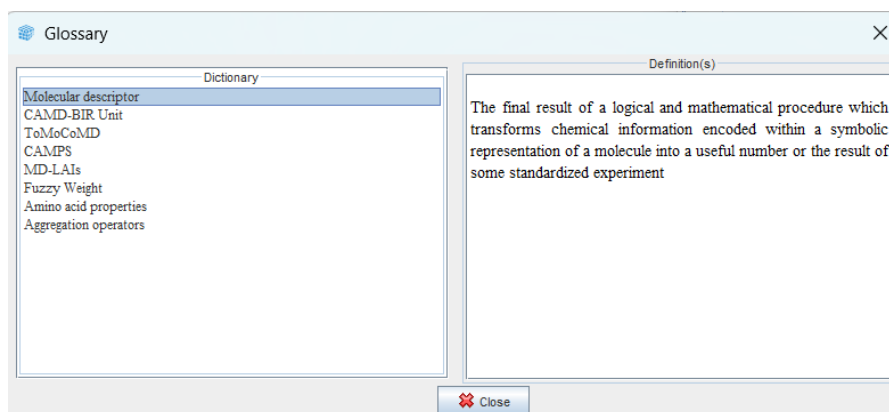 Glossary
Dictionary
Molecular descriptor
CAMD-BIR Unit
ToMoCoMD
CAMPS
MD-LAIs
Fuzzy Weight
Amino acid properties
Aggregation operators
Definition(s)
The final result of a logical and mathematical procedure which
transforms chemical information encoded within a symbolic
representation of a molecule into a useful number or the result of
some standardized experiment
Close